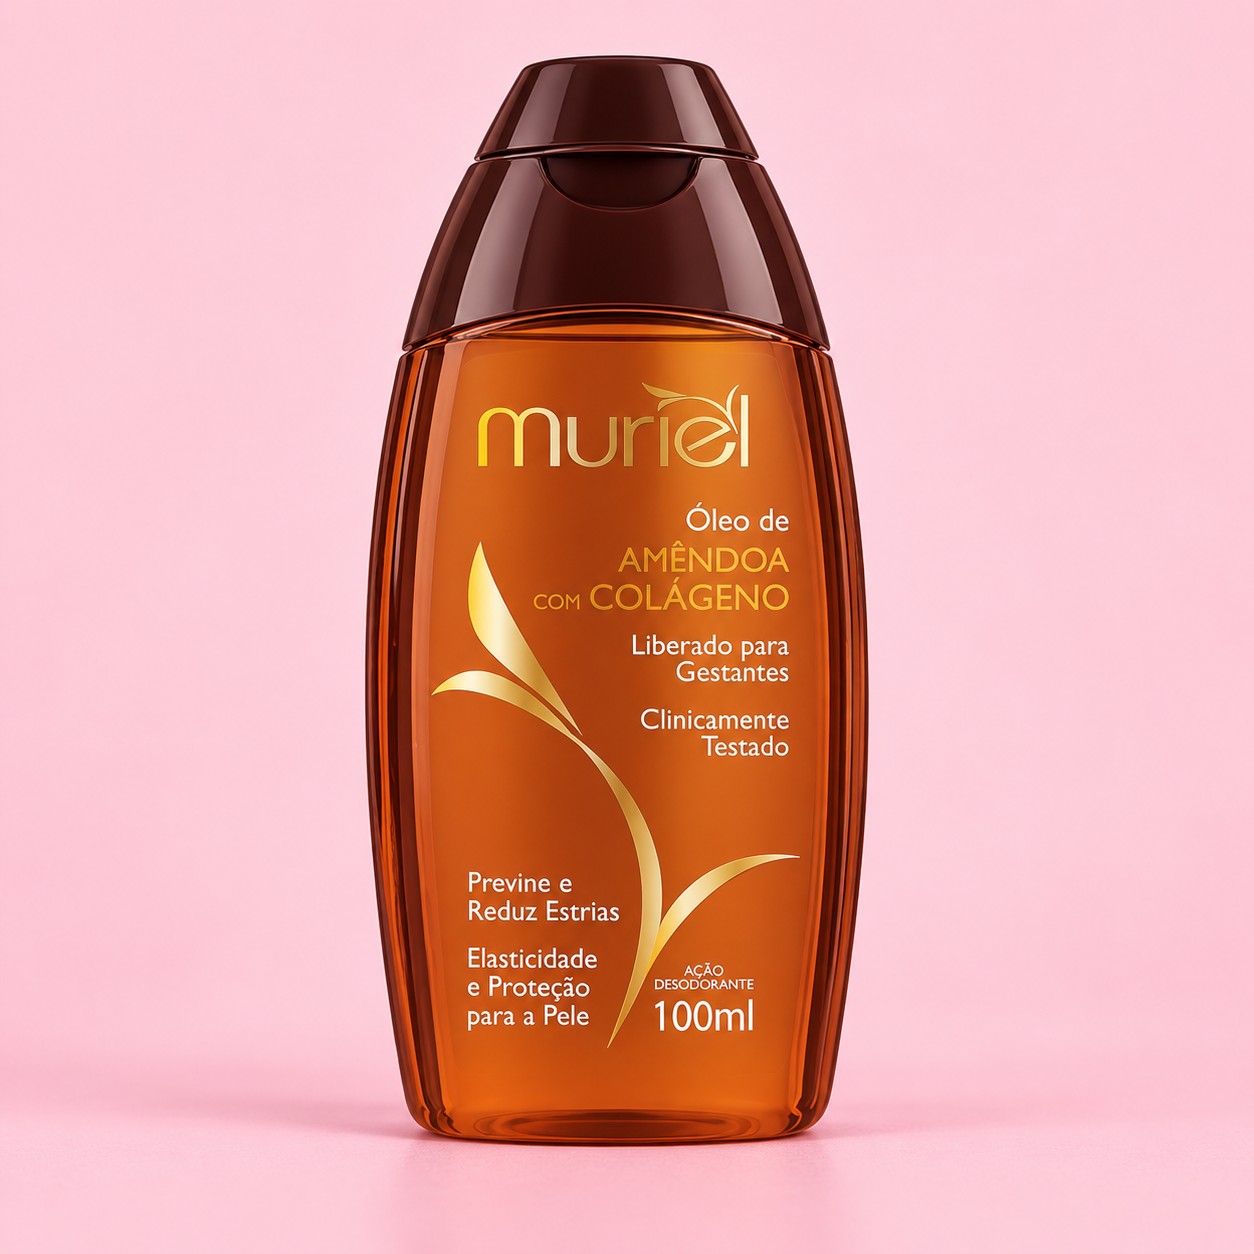 muriel
Óleo de
AMÊNDOA
COM COLÁGENO
Liberado para
Gestantes
Clinicamente
Testado
Previne e
Reduz Estrias
Elasticidade
e Proteção
para a Pele
AÇÃO
DESODORANTE
100ml